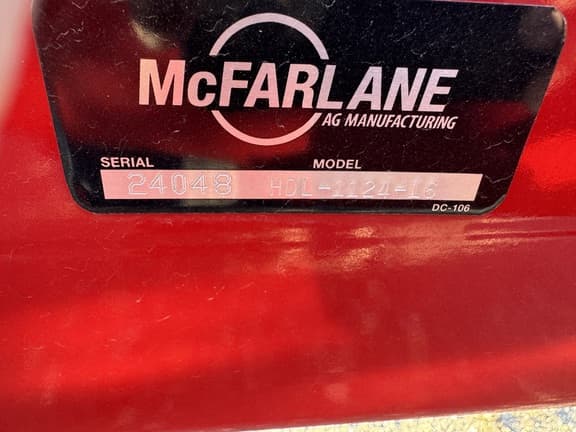 McFARLANE
AG MANUFACTURING
SERIAL MODEL
24048 HDL-1124-16
DC-106